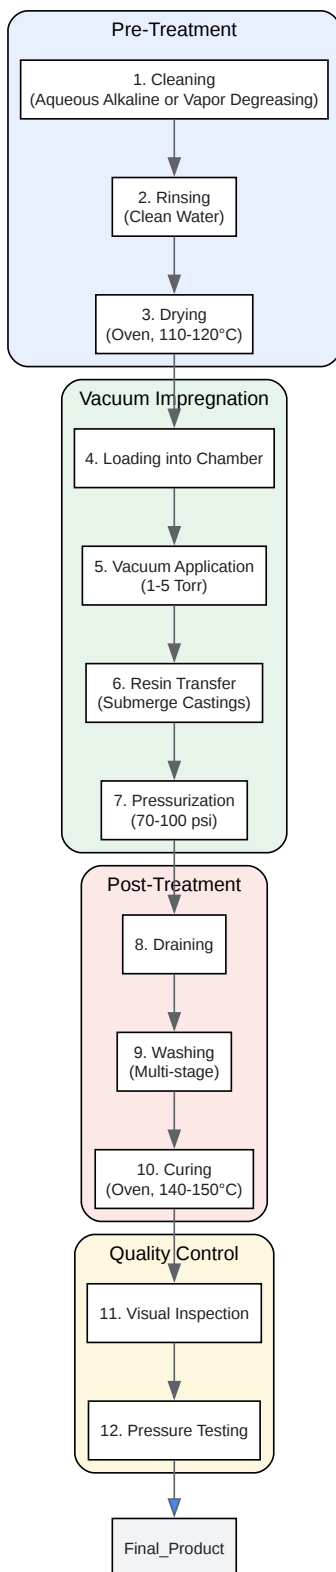 Pre-Treatment
1. Cleaning
(Aqueous Alkaline or Vapor Degreasing)
2. Rinsing
(Clean Water)
3. Drying
(Oven, 110-120°C)
Vacuum Impregnation
4. Loading into Chamber
5. Vacuum Application
(1-5 Torr)
6. Resin Transfer
(Submerge Castings)
7. Pressurization
(70-100 psi)
Post-Treatment
8. Draining
9. Washing
(Multi-stage)
10. Curing
(Oven, 140-150°C)
Quality Control
11. Visual Inspection
12. Pressure Testing
Final_Product